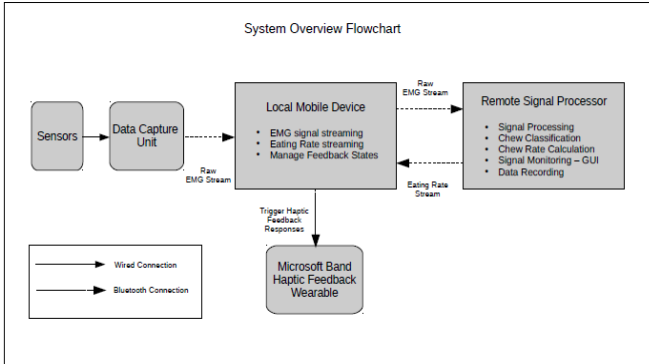 System Overview Flowchart
Sensors
Data Capture
Unit
Raw
EMG Stream
Local Mobile Device
• EMG signal streaming
• Eating Rate streaming
• Manage Feedback States
Raw
EMG Stream
Remote Signal Processor
• Signal Processing
• Chew Classification
• Chew Rate Calculation
• Signal Monitoring – GUI
• Data Recording
Eating Rate
Stream
Trigger Haptic
Feedback
Responses
Microsoft Band
Haptic Feedback
Wearable
Wired Connection
Bluetooth Connection